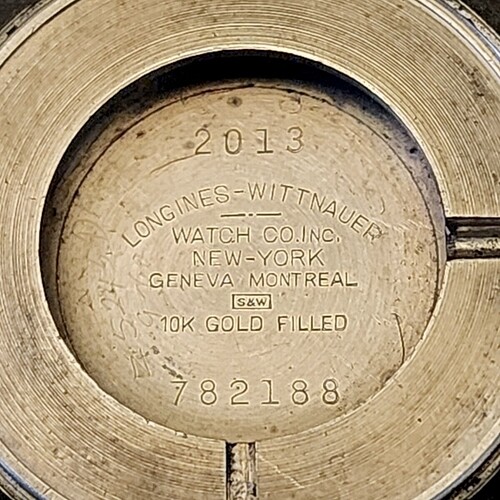 2013
LONGINES-WITTNAUER
WATCH CO. INC.
NEW-YORK
GENEVA MONTREAL
S&W
10K GOLD FILLED
782188